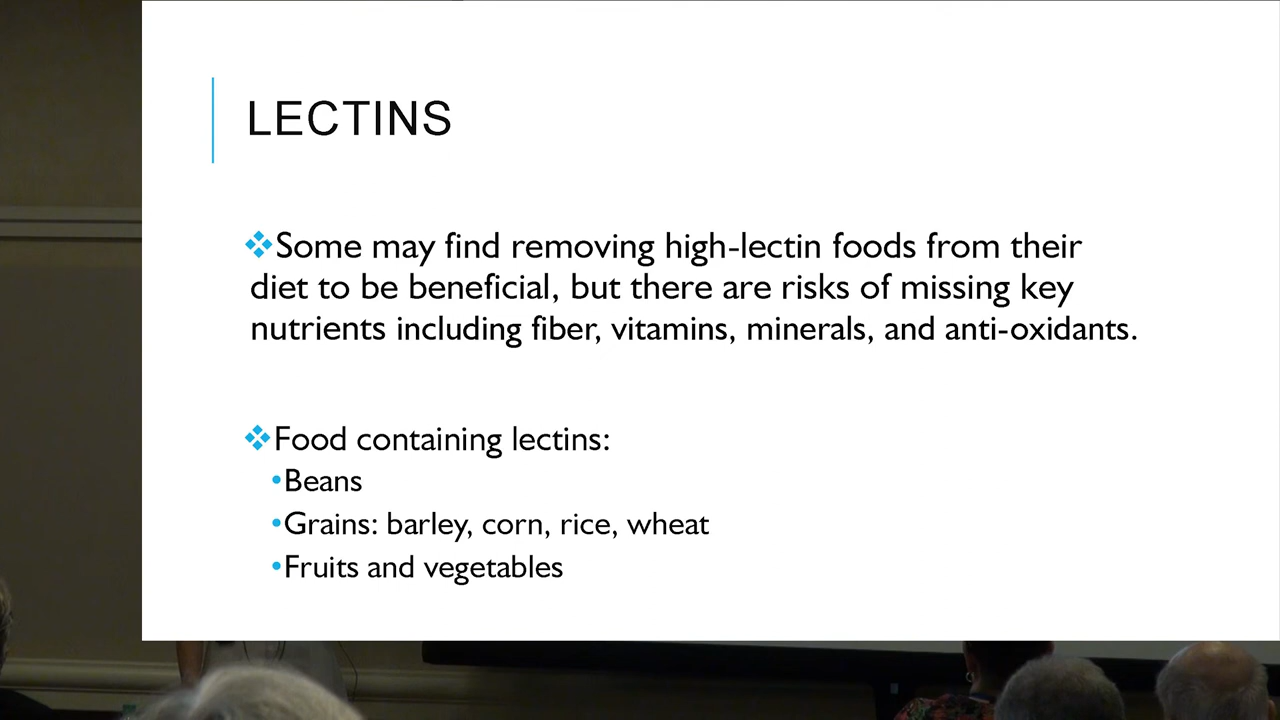 LECTINS
❖Some may find removing high-lectin foods from their
diet to be beneficial, but there are risks of missing key
nutrients including fiber, vitamins, minerals, and anti-oxidants.
❖Food containing lectins:
•Beans
•Grains: barley, corn, rice, wheat
•Fruits and vegetables